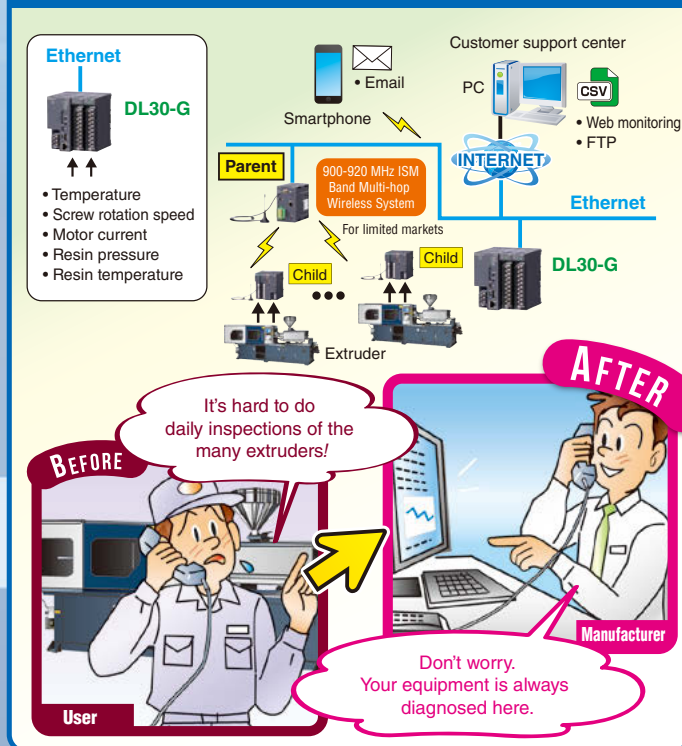 Ethernet
DL30-G
• Temperature
• Screw rotation speed
• Motor current
• Resin pressure
• Resin temperature
• Email
Smartphone
Customer support center
PC
CSV
• Web monitoring
• FTP
INTERNET
Parent
900-920 MHz ISM
Band Multi-hop
Wireless System
For limited markets
Ethernet
DL30-G
Child
Child
Extruder
BEFORE
It's hard to do
daily inspections of the
many extruders!
User
AFTER
Manufacturer
Don't worry.
Your equipment is always
diagnosed here.